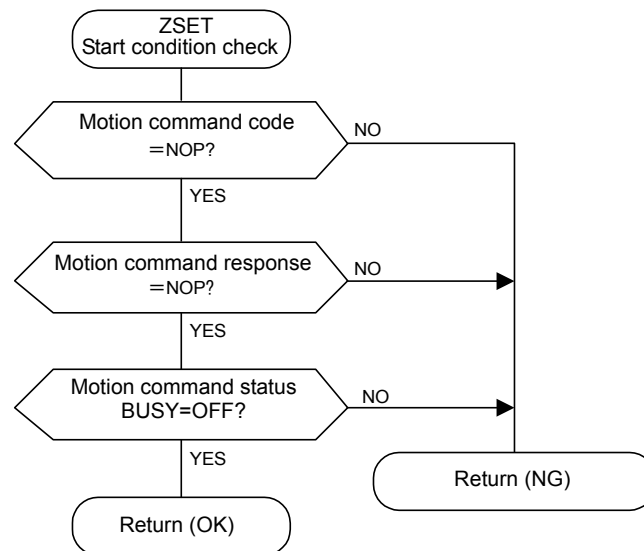 ZSET
Start condition check
Motion command code
=NOP?
NO
YES
Motion command response
=NOP?
NO
YES
Motion command status
BUSY=OFF?
NO
YES
Return (NG)
Return (OK)